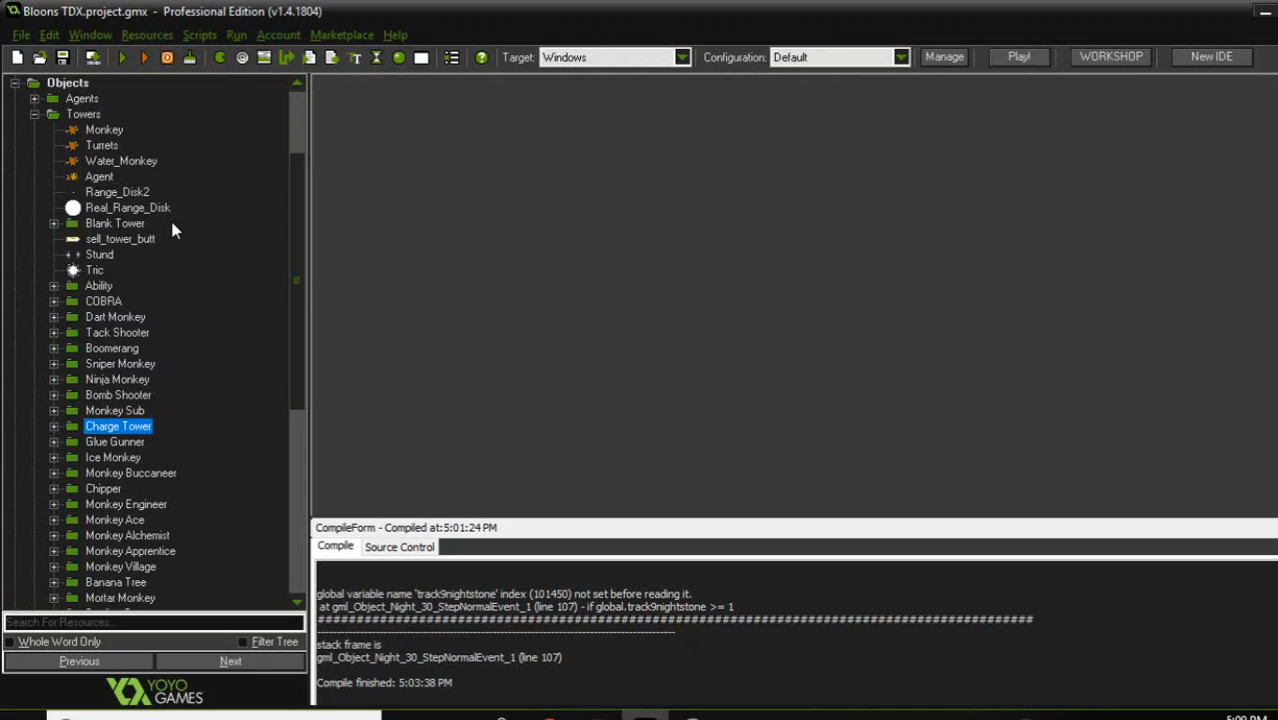 Bloons TDX.project.gmx - Professional Edition (v1.4.1804)
File Edit Window Resources Scripts Run Account Marketplace Help
Target: Windows Configuration: Default Manage Play! WORKSHOP New IDE
Objects
Agents
Towers
Monkey
Turrets
Water_Monkey
Agent
Range_Disk2
Real_Range_Disk
Blank Tower
sell_tower_butt
Stund
Tric
Ability
COBRA
Dart Monkey
Tack Shooter
Boomerang
Sniper Monkey
Ninja Monkey
Bomb Shooter
Monkey Sub
Charge Tower
Glue Gunner
Ice Monkey
Monkey Buccaneer
Chipper
Monkey Engineer
Monkey Ace
Monkey Alchemist
Monkey Apprentice
Monkey Village
Banana Tree
Mortar Monkey
Search For Resources...
Whole Word Only Filter Tree
Previous Next
YOYO
GAMES
CompileForm - Compiled at:5:01:24 PM
Compile Source Control
global variable name 'track9nightstone' index (101450) not set before reading it.
at gml_Object_Night_30_StepNormalEvent_1 (line 107) - if global.track9nightstone >= 1
############################################################################################
--------------------------------------------------------------------------------------------
stack frame is
gml_Object_Night_30_StepNormalEvent_1 (line 107)
Compile finished: 5:03:38 PM